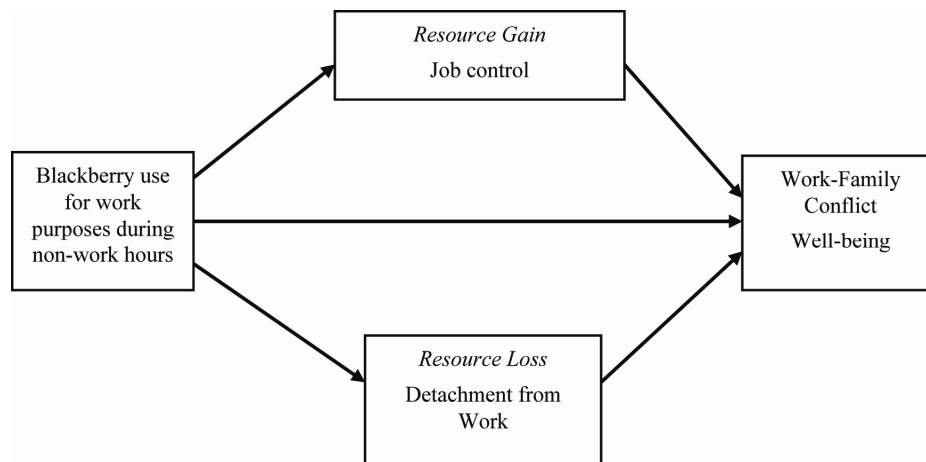 Resource Gain
Job control
Blackberry use
for work
purposes during
non-work hours
Work-Family
Conflict
Well-being
Resource Loss
Detachment from
Work